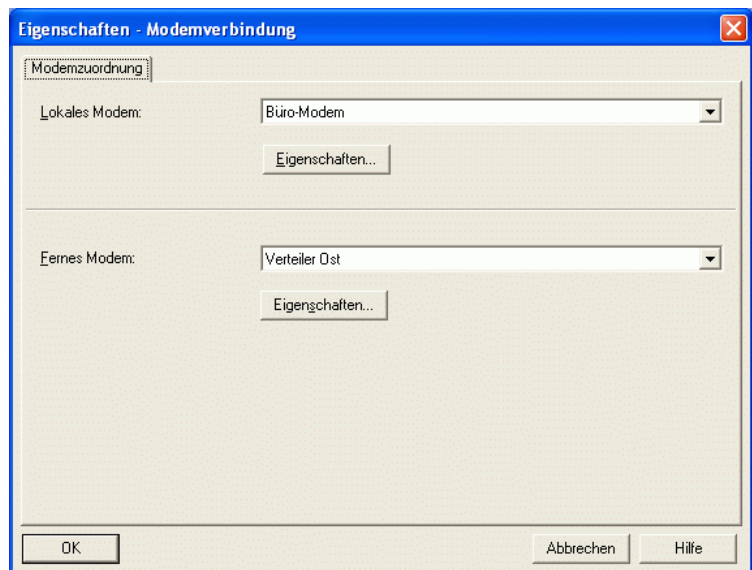 Eigenschaften - Modemverbindung
Modemzuordnung
Lokales Modem: Büro-Modem
Eigenschaften...
Fernes Modem: Verteiler Ost
Eigenschaften...
OK Abbrechen Hilfe